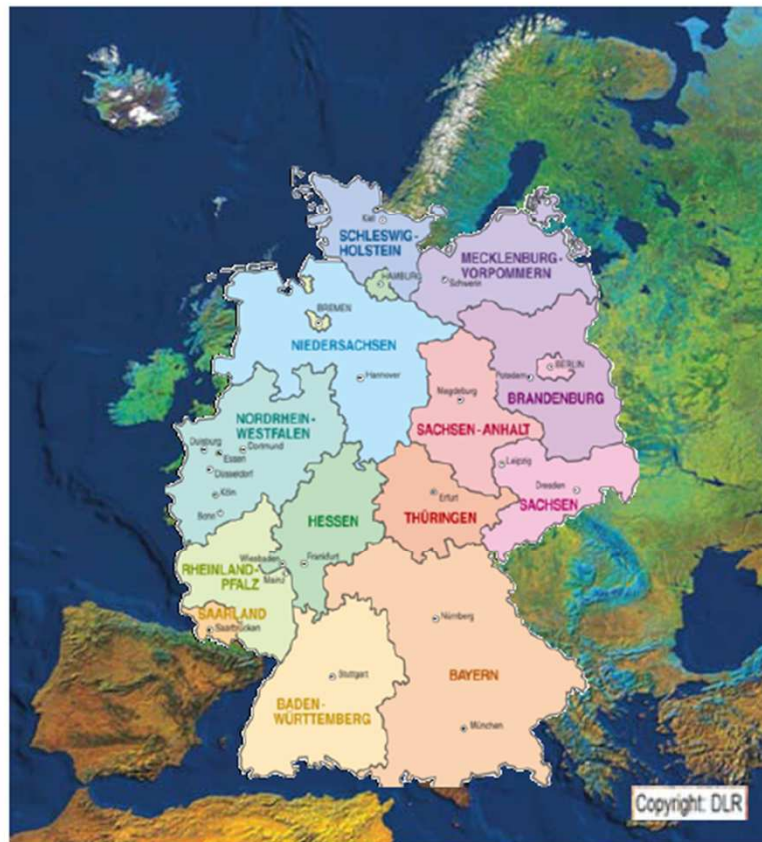 Kiel
SCHLESWIG-
HOLSTEIN
MECKLENBURG-
VORPOMMERN
HAMBURG
Schwerin
BREMEN
NIEDERSACHSEN
Hannover
BERLIN
Potsdam
BRANDENBURG
Magdeburg
SACHSEN-ANHALT
NORDRHEIN-
WESTFALEN
Duisburg
Dortmund
Essen
Düsseldorf
Köln
Bonn
Leipzig
Dresden
SACHSEN
Erfurt
THÜRINGEN
HESSEN
Wiesbaden
Frankfurt
Mainz
RHEINLAND-
PFALZ
SAARLAND
Saarbrücken
Nürnberg
BAYERN
Stuttgart
BADEN-
WÜRTTEMBERG
München
Copyright: DLR